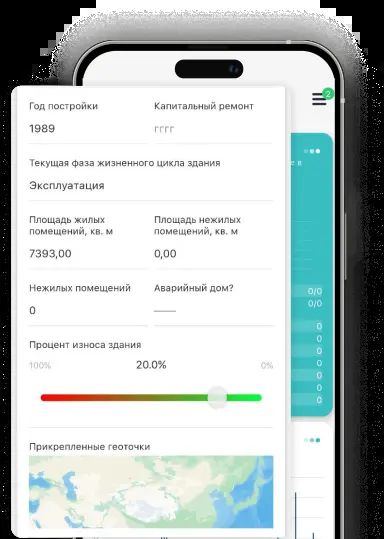 Год постройки
Капитальный ремонт
1989
гггг
Текущая фаза жизненного цикла здания
Эксплуатация
Площадь жилых
помещений, кв. м
Площадь нежилых
помещений, кв. м
7393,00
0,00
Нежилых помещений
Аварийный дом?
0
Процент износа здания
100%
20.0%
0%
Прикрепленные геоточки
2
е в
0/0
0/0
0
0
0
0
0
0
0